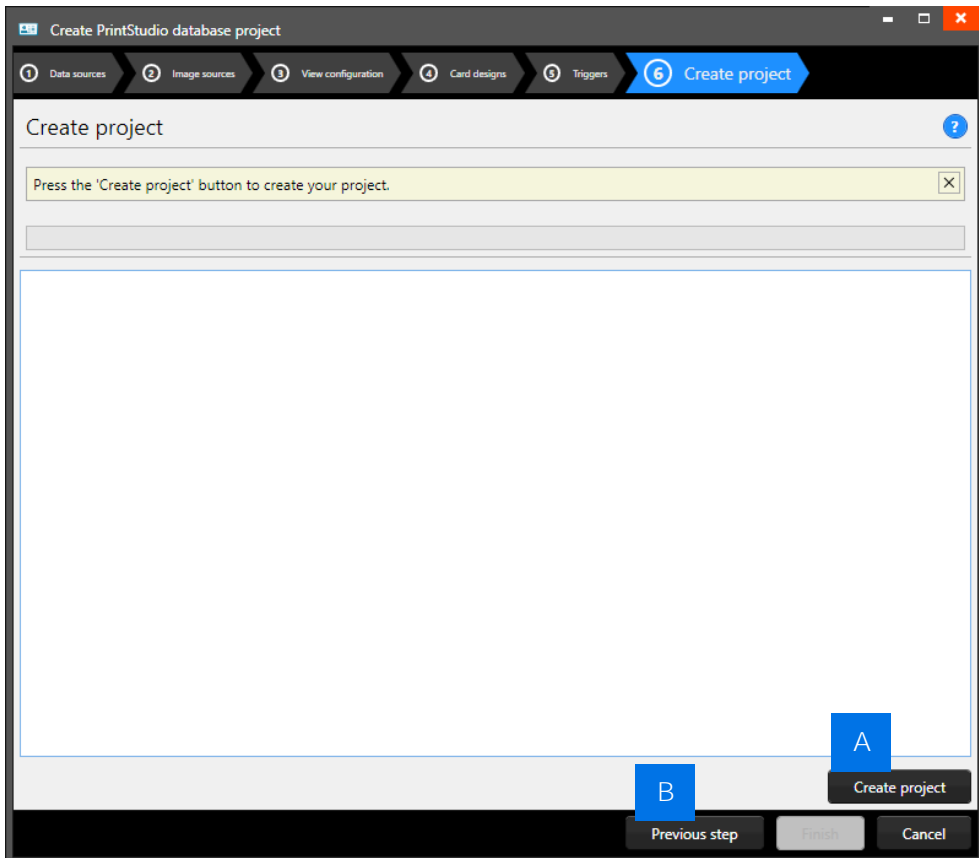 Create PrintStudio database project
1 Data sources 2 Image sources 3 View configuration 4 Card designs 5 Triggers 6 Create project
Create project ?
Press the 'Create project' button to create your project.
A
Create project
B
Previous step Finish Cancel